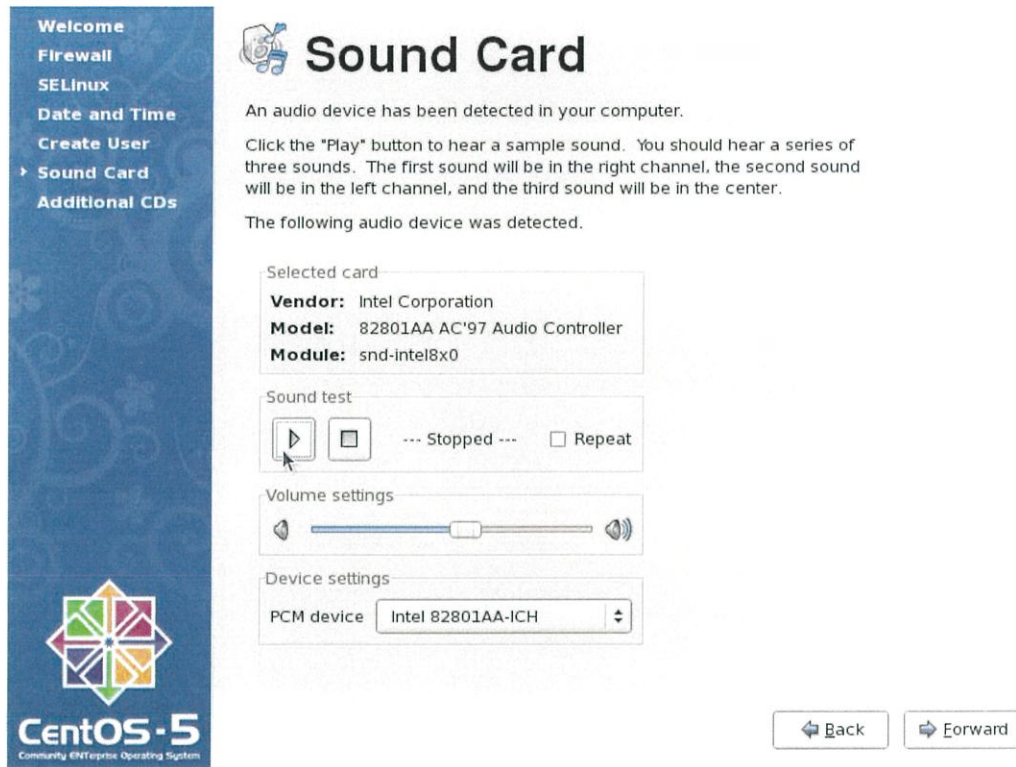 Welcome
Firewall
SELinux
Date and Time
Create User
Sound Card
Additional CDs
CentOS-5
Community ENTerprise Operating System
Sound Card
An audio device has been detected in your computer.
Click the "Play" button to hear a sample sound. You should hear a series of
three sounds. The first sound will be in the right channel, the second sound
will be in the left channel, and the third sound will be in the center.
The following audio device was detected.
Selected card
Vendor: Intel Corporation
Model: 82801AA AC'97 Audio Controller
Module: snd-intel8x0
Sound test
--- Stopped --- Repeat
Volume settings
Device settings
PCM device Intel 82801AA-ICH
Back Forward